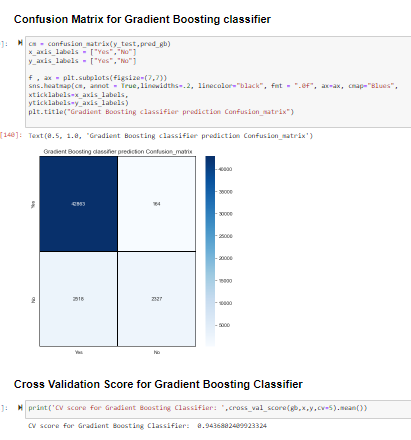 Confusion Matrix for Gradient Boosting classifier
]:
cm = confusion_matrix(y_test,pred_gb)
x_axis_labels = ["Yes","No"]
y_axis_labels = ["Yes","No"]
f , ax = plt.subplots(figsize=(7,7))
sns.heatmap(cm, annot = True,linewidths=.2, linecolor="black", fmt = ".0f", ax=ax, cmap="Blues",
xticklabels=x_axis_labels,
yticklabels=y_axis_labels)
plt.title("Gradient Boosting classifier prediction Confusion_matrix")
[140]: Text(0.5, 1.0, 'Gradient Boosting classifier prediction Confusion_matrix')
Gradient Boosting classifier prediction Confusion_matrix
40000
35000
30000
Yes
164
25000
20000
15000
No
2327
10000
5000
Yes No
Cross Validation Score for Gradient Boosting Classifier
]: print('CV score for Gradient Boosting Classifier: ',cross_val_score(gb,x,y,cv=5).mean())
CV score for Gradient Boosting Classifier: 0.9436802409923324